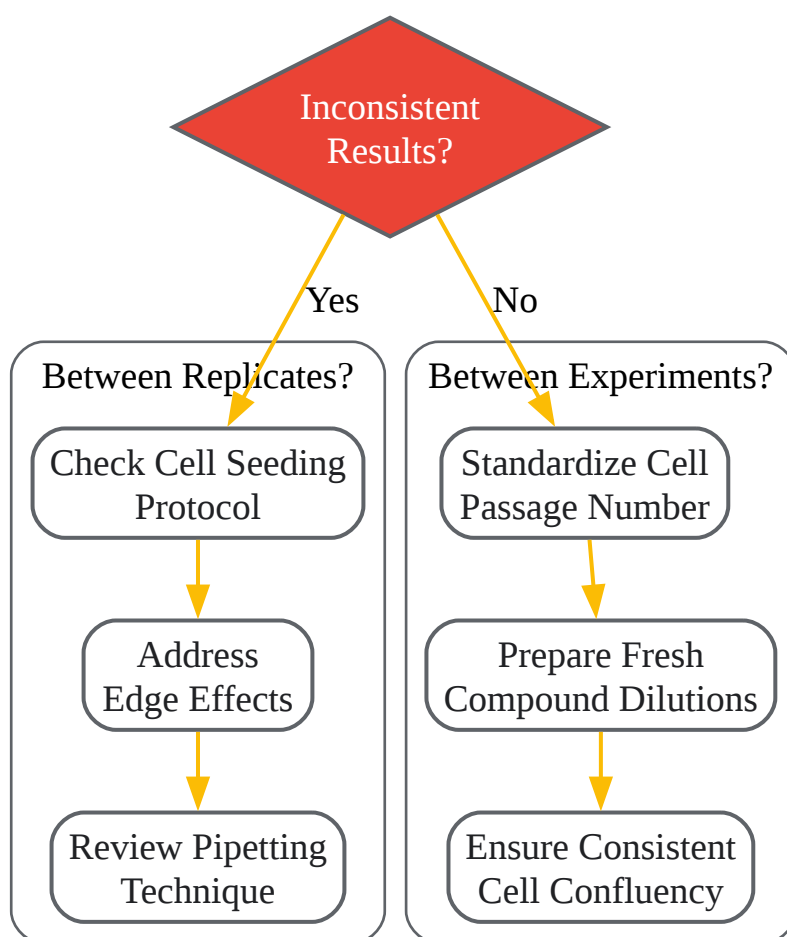 Inconsistent
Results?
Yes
No
Between Replicates?
Check Cell Seeding
Protocol
Address
Edge Effects
Review Pipetting
Technique
Between Experiments?
Standardize Cell
Passage Number
Prepare Fresh
Compound Dilutions
Ensure Consistent
Cell Confluency